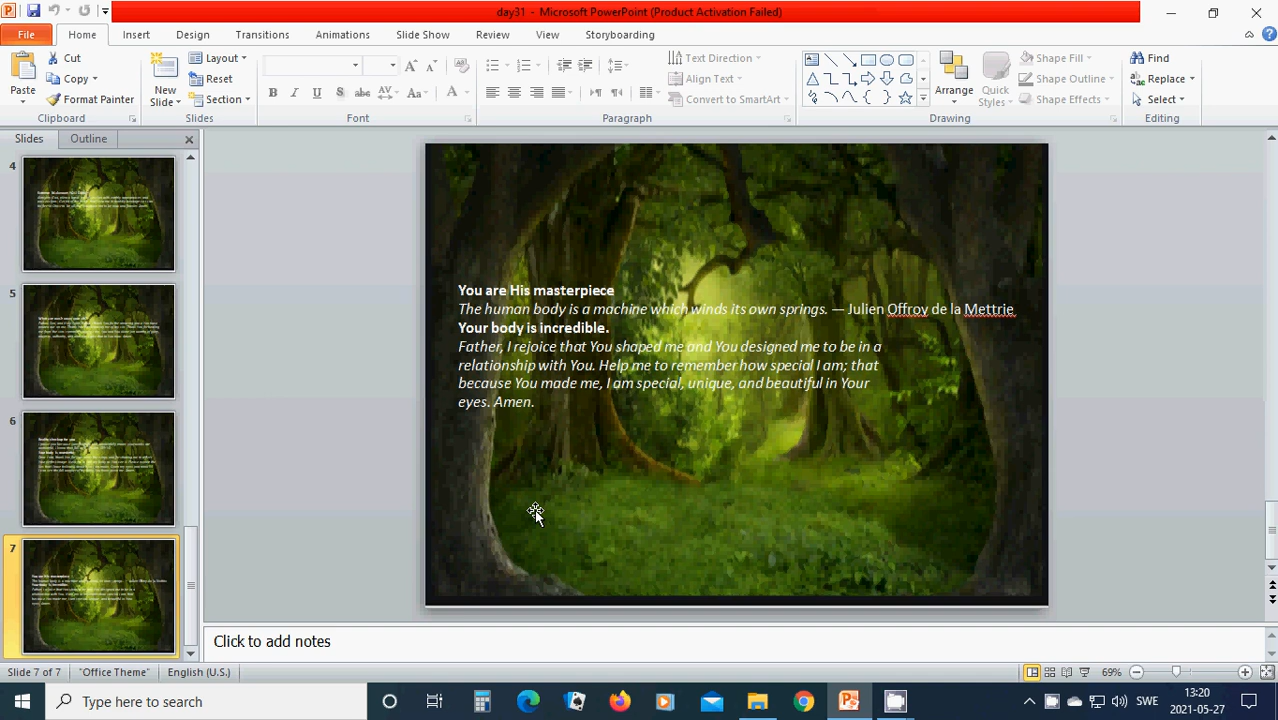 day31 - Microsoft PowerPoint (Product Activation Failed)
File Home Insert Design Transitions Animations Slide Show Review View Storyboarding
Paste
Cut
Copy
Format Painter
Clipboard
New Slide
Layout
Reset
Section
Slides
B I U S abc AV Aa A
Font
Paragraph
Text Direction
Align Text
Convert to SmartArt
Arrange
Quick Styles
Shape Fill
Shape Outline
Shape Effects
Drawing
Find
Replace
Select
Editing
Slides Outline
4
5
6
7
You are His masterpiece
The human body is a machine which winds its own springs. — Julien Offroy de la Mettrie
Your body is incredible.
Father, I rejoice that You shaped me and You designed me to be in a
relationship with You. Help me to remember how special I am; that
because You made me, I am special, unique, and beautiful in Your
eyes. Amen.
Click to add notes
Slide 7 of 7 "Office Theme" English (U.S.) 69%
Type here to search
SWE
13:20
2021-05-27